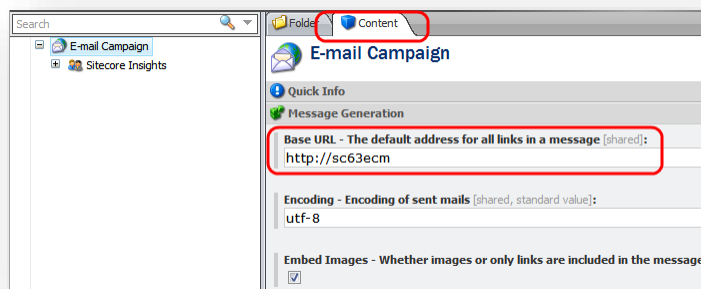 Search
E-mail Campaign
Sitecore Insights
Folder
Content
E-mail Campaign
Quick Info
Message Generation
Base URL - The default address for all links in a message [shared]:
http://sc63ecm
Encoding - Encoding of sent mails [shared, standard value]:
utf-8
Embed Images - Whether images or only links are included in the message